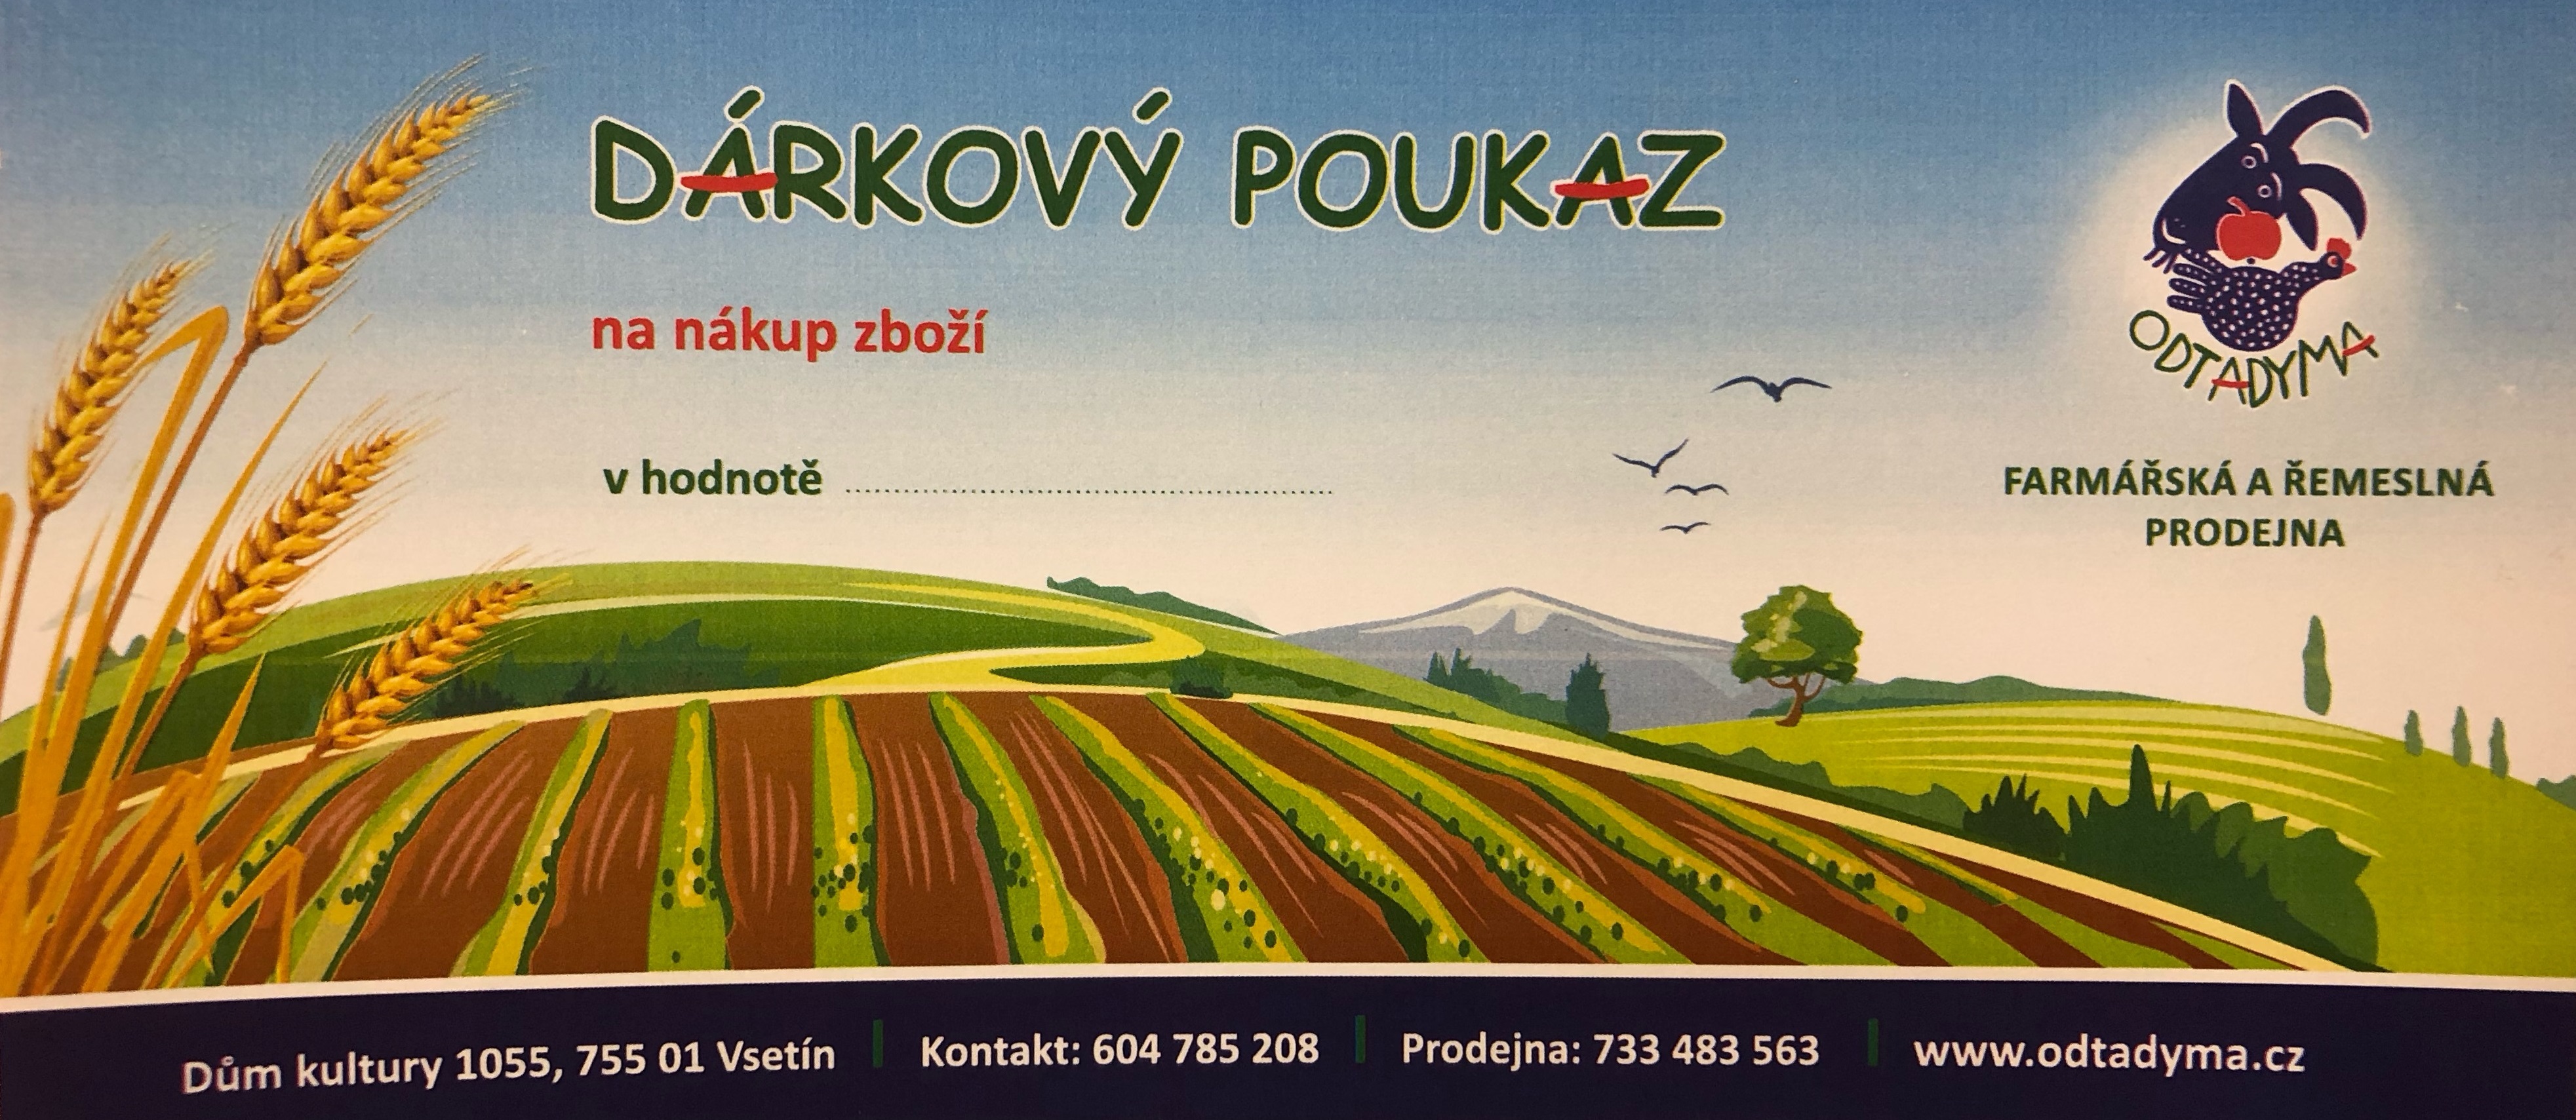 DÁRKOVÝ POUKAZ
na nákup zboží
v hodnotě ............................................................
ODTADYMA
FARMÁŘSKÁ A ŘEMESLNÁ
PRODEJNA
Dům kultury 1055, 755 01 Vsetín | Kontakt: 604 785 208 | Prodejna: 733 483 563 | www.odtadyma.cz